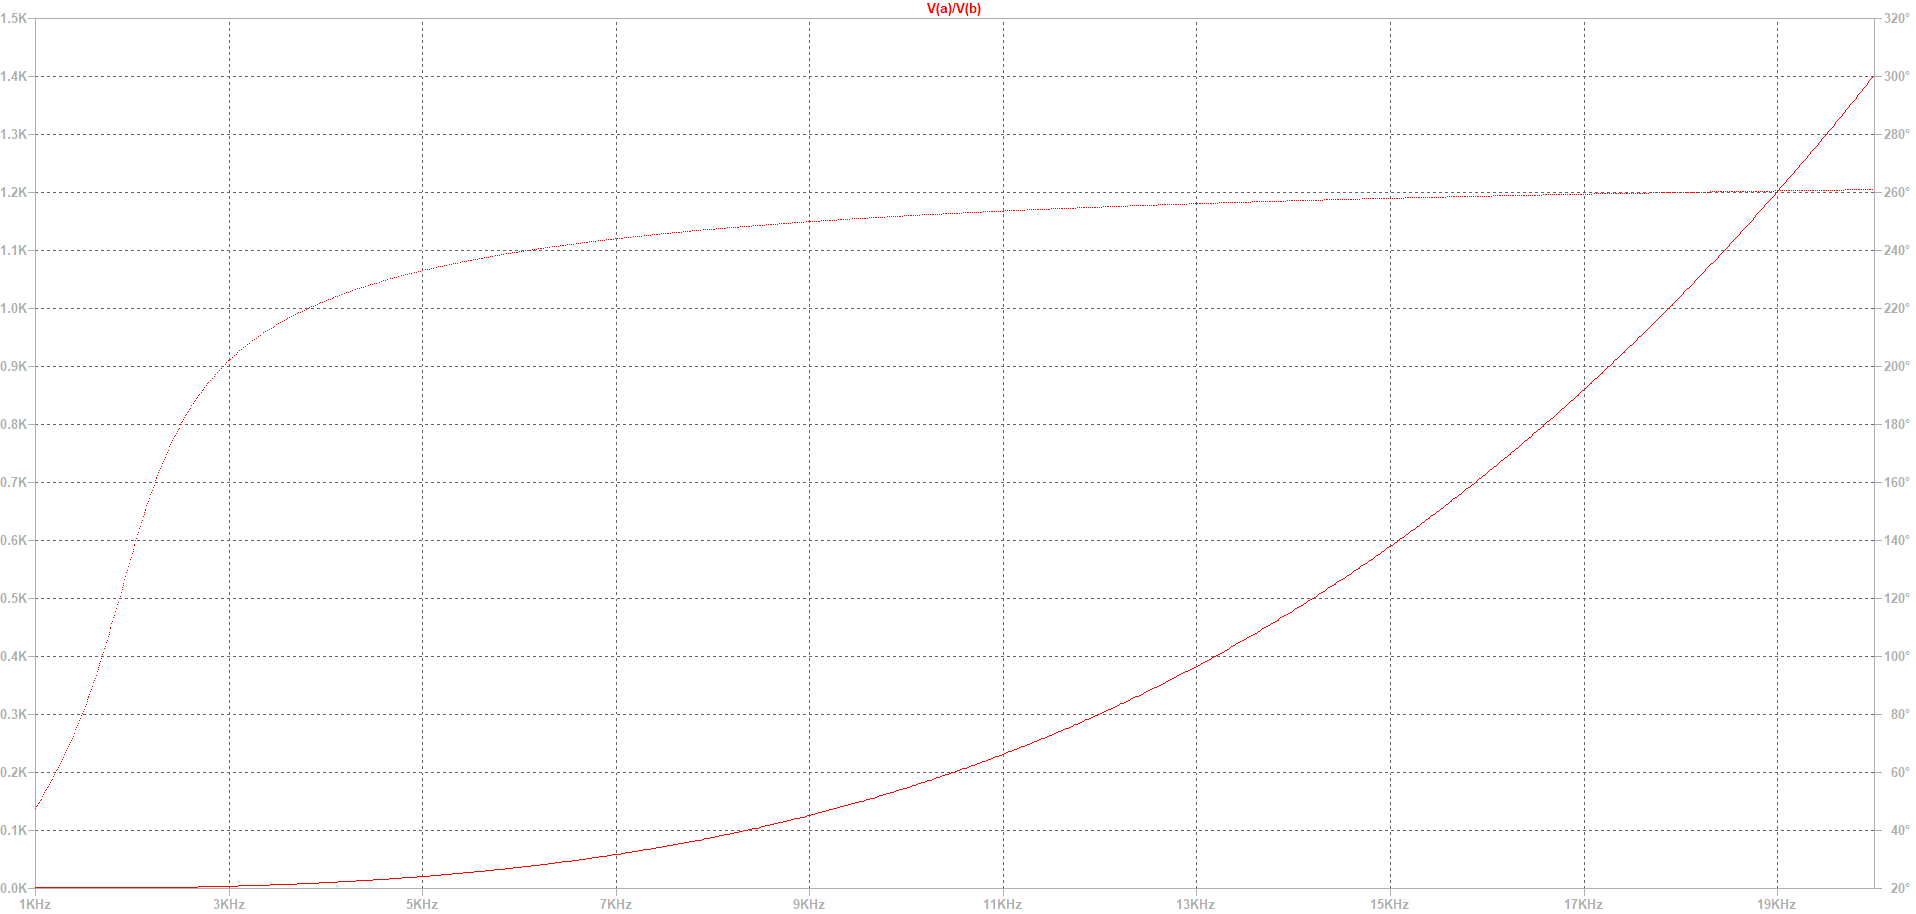 V(a)/V(b)
1.5K 320°
1.4K 300°
1.3K 280°
1.2K 260°
1.1K 240°
1.0K 220°
0.9K 200°
0.8K 180°
0.7K 160°
0.6K 140°
0.5K 120°
0.4K 100°
0.3K 80°
0.2K 60°
0.1K 40°
0.0K 20°
1KHz 3KHz 5KHz 7KHz 9KHz 11KHz 13KHz 15KHz 17KHz 19KHz